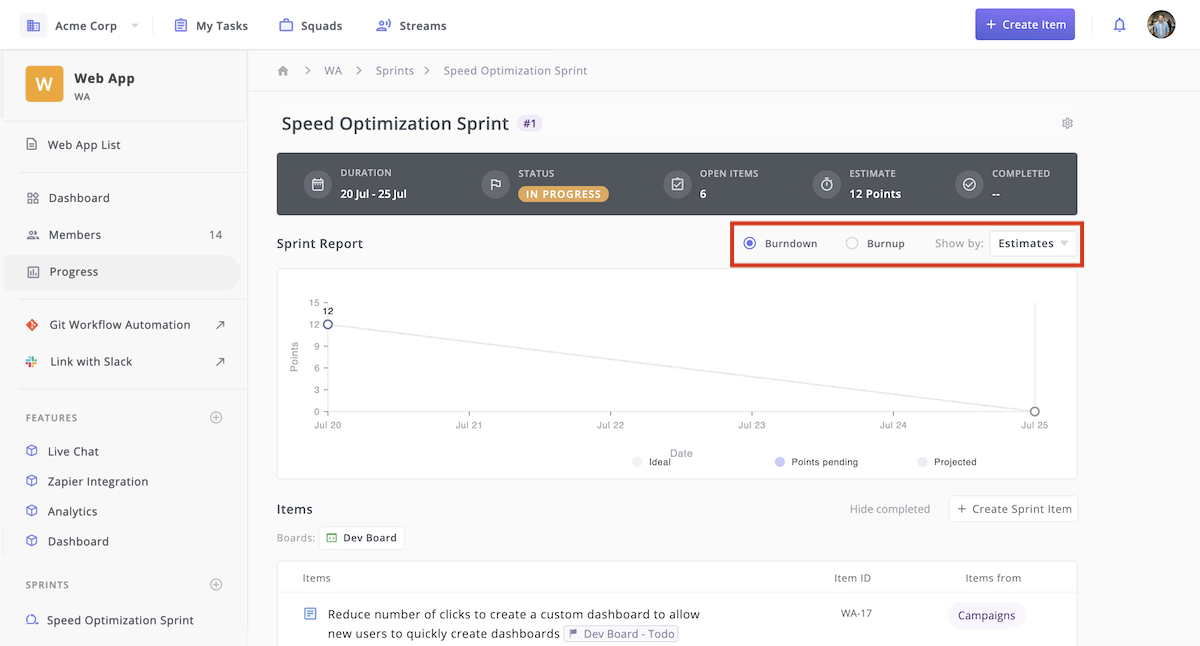 Acme Corp
My Tasks
Squads
Streams
+ Create Item
W
Web App
WA
WA
Sprints
Speed Optimization Sprint
Web App List
Dashboard
Members 14
Progress
Git Workflow Automation
Link with Slack
FEATURES
Live Chat
Zapier Integration
Analytics
Dashboard
SPRINTS
Speed Optimization Sprint
Speed Optimization Sprint #1
DURATION
20 Jul - 25 Jul
STATUS
IN PROGRESS
OPEN ITEMS
6
ESTIMATE
12 Points
COMPLETED
--
Sprint Report
Burndown
Burnup
Show by: Estimates
15
12
12
9
6
3
0
Points
Jul 20 Jul 21 Jul 22 Jul 23 Jul 24 Jul 25
Date
Ideal Points pending Projected
Items
Hide completed
+ Create Sprint Item
Boards: Dev Board
Items Item ID Items from
Reduce number of clicks to create a custom dashboard to allow
new users to quickly create dashboards Dev Board - Todo
WA-17
Campaigns